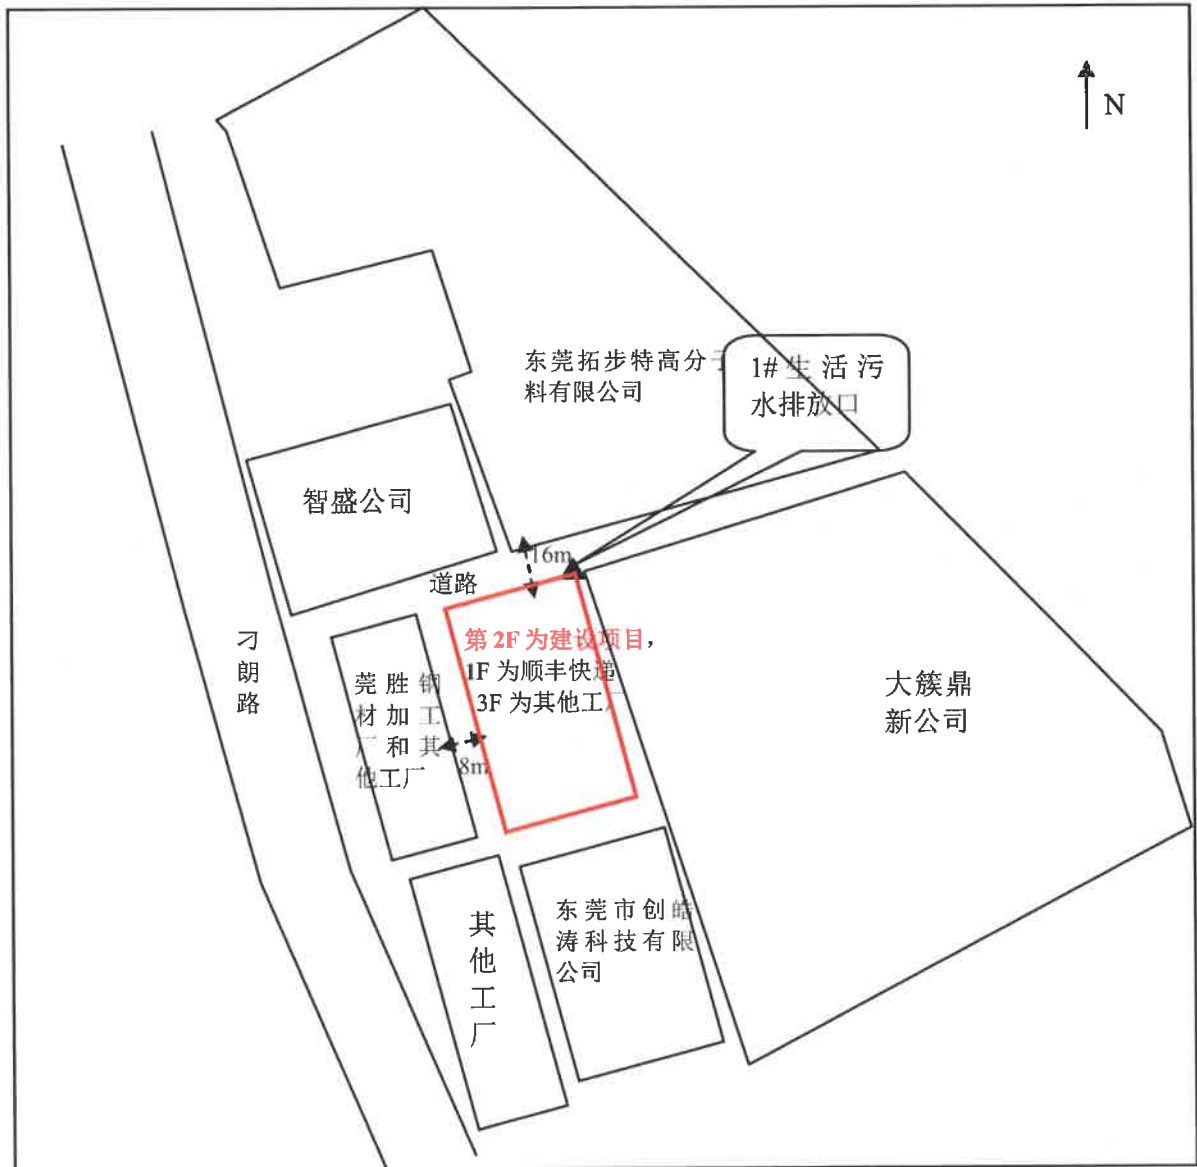 N
东莞拓步特高分子
料有限公司
1# 生 活 污
水排放口
智盛公司
16m
道路
第 2F 为建设项目，
1F 为顺丰快递
3F 为其他工厂
刁
朗
路
莞 胜 钢
材 加 工
厂 和 其
他工厂
8m
大簇鼎
新公司
其
他
工
厂
东 莞 市 创 皓
涛 科 技 有 限
公司